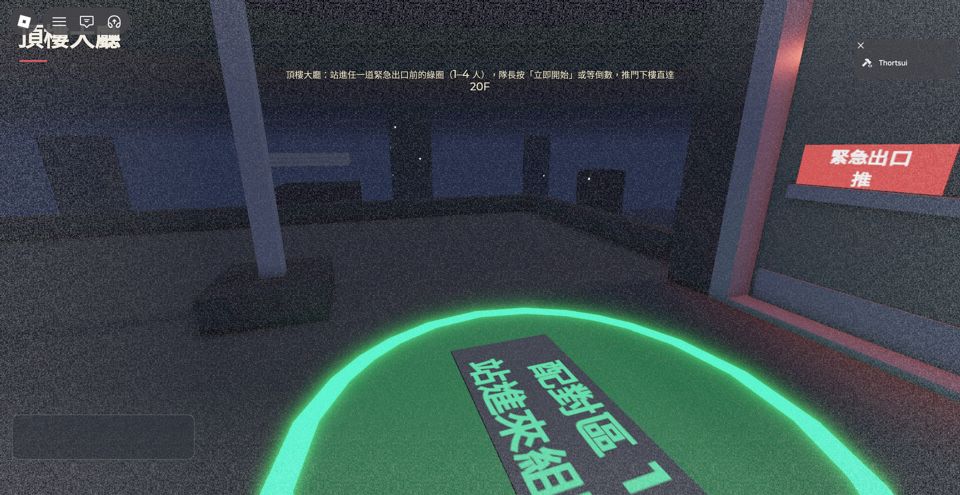 頂樓大廳
頂樓大廳：站進任一道緊急出口前的綠圈（1–4 人），隊長按「立即開始」或等倒數，推門下樓直達
20F
Thortsui
緊急出口
推
配對區 1
站進來組